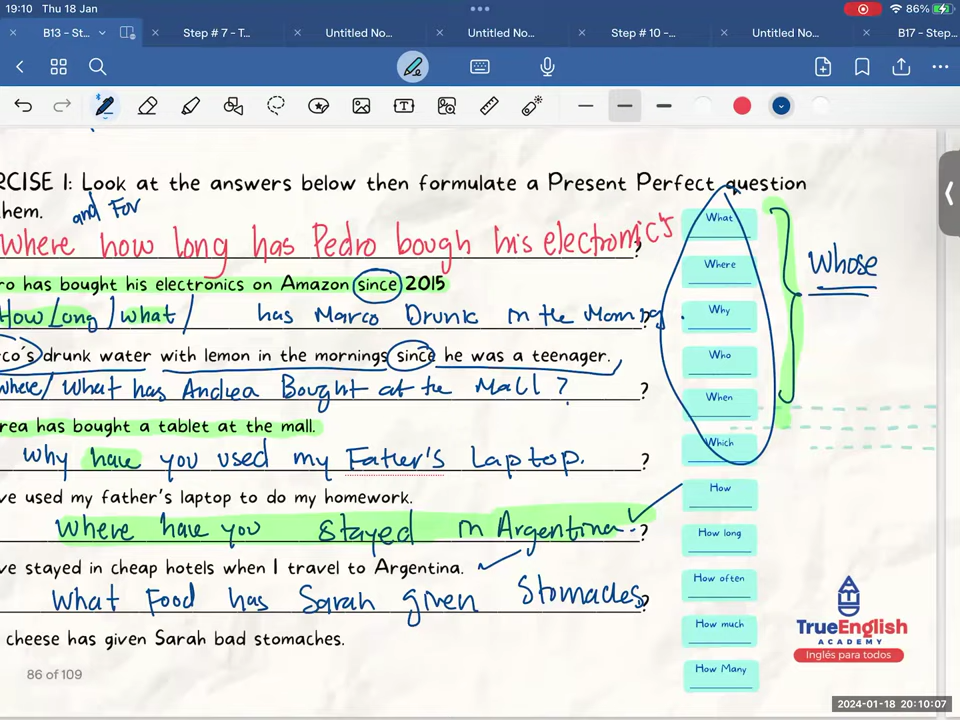 19:10 Thu 18 Jan
86%
B13 - St...
Step # 7 - T...
Untitled No...
Untitled No...
Step # 10 -...
Untitled No...
B17 - Step...
RCISE 1: Look at the answers below then formulate a Present Perfect question
hem.
and For
Where how long has Pedro bough his electronics?
ro has bought his electronics on Amazon since 2015
How Long / what / has Marco Drunk in the Morning?
co's drunk water with lemon in the mornings since he was a teenager.
where/ What has Andrea Bought at the Mall? ?
rea has bought a tablet at the mall.
why have you used my Father's Laptop. ?
ve used my father's laptop to do my homework.
where have you stayed in Argentina. ?
ve stayed in cheap hotels when I travel to Argentina.
what Food has Sarah given Stomaches?
cheese has given Sarah bad stomaches.
What
Where
Why
Who
When
Which
How
How long
How often
How much
How Many
whose
TrueEnglish
ACADEMY
Inglés para todos
86 of 109
2024-01-18 20:10:07